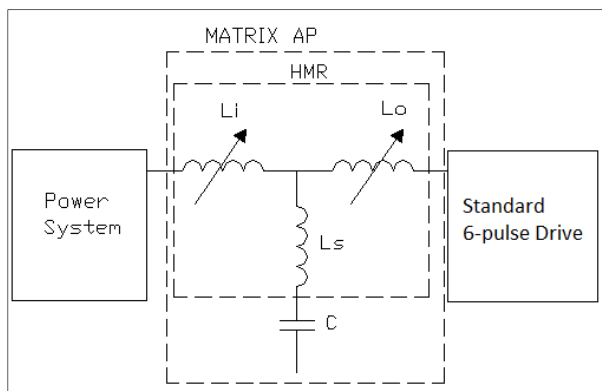 MATRIX AP
HMR
Li
Lo
Power
System
Standard
6-pulse Drive
Ls
C